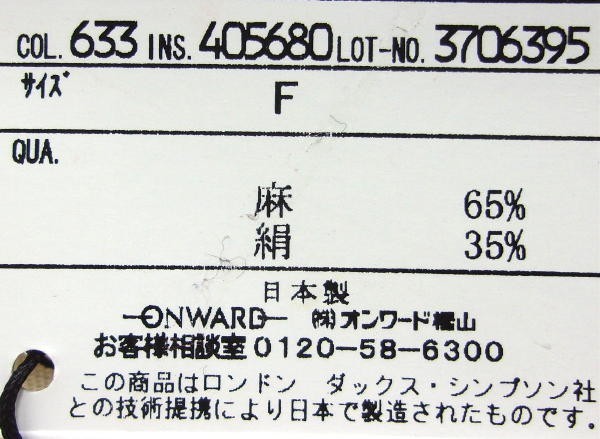 COL. 633 INS. 405680 LOT-NO. 3706395
サイズ F
QUA.
麻 65%
絹 35%
日本製
ONWARD ㈱オンワード樫山
お客様相談室 0120-58-6300
この商品はロンドン ダックス・シンプソン社
との技術提携により日本で製造されたものです。